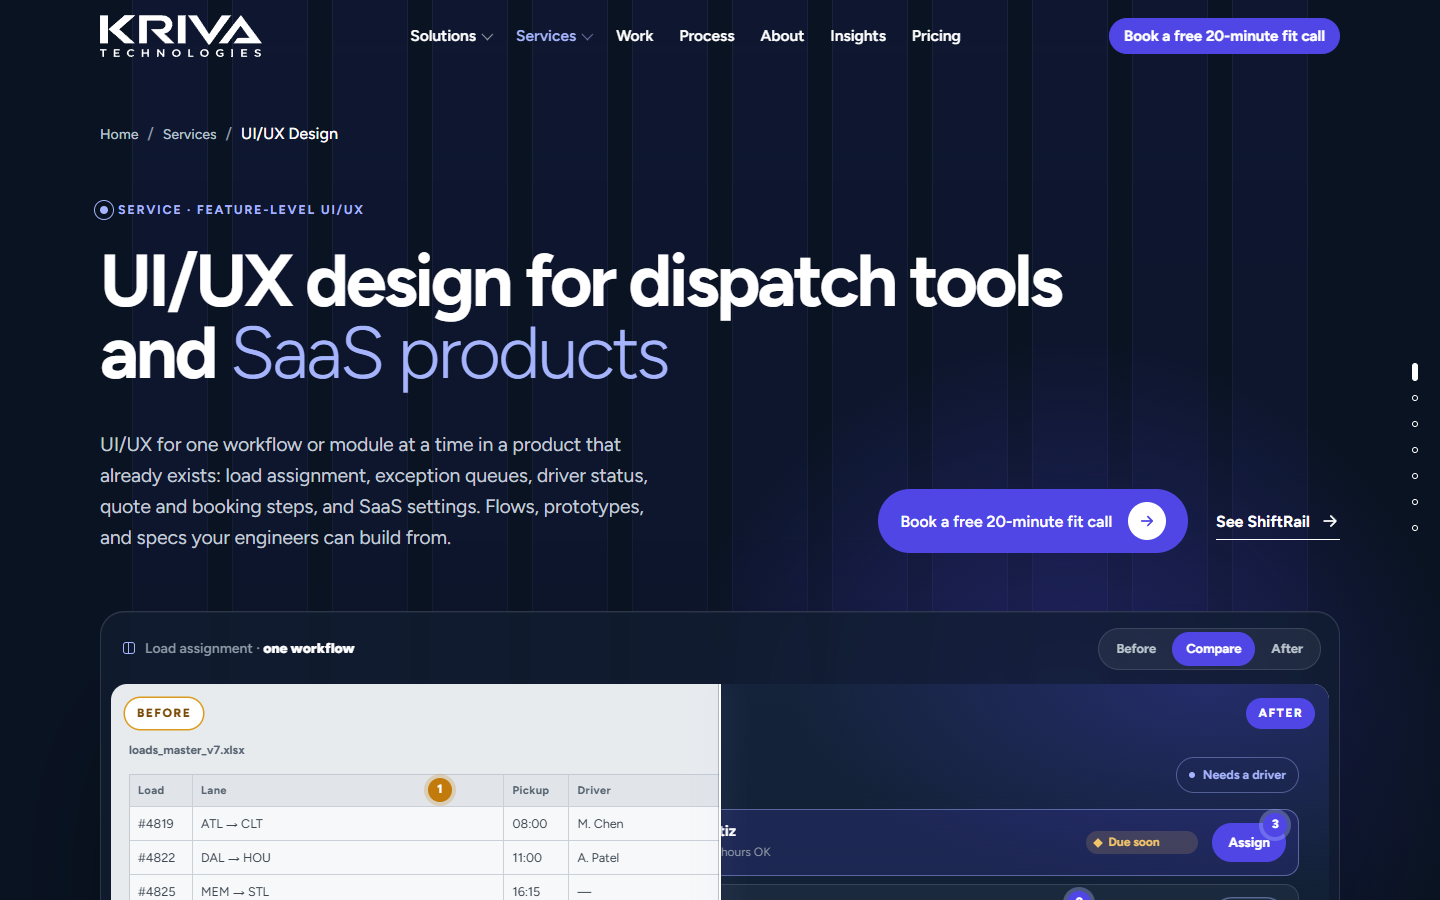 KRIVA
TECHNOLOGIES
Solutions Services Work Process About Insights Pricing
Book a free 20-minute fit call
Home / Services / UI/UX Design
SERVICE · FEATURE-LEVEL UI/UX
UI/UX design for dispatch tools
and SaaS products
UI/UX for one workflow or module at a time in a product that
already exists: load assignment, exception queues, driver status,
quote and booking steps, and SaaS settings. Flows, prototypes,
and specs your engineers can build from.
Book a free 20-minute fit call →
See ShiftRail →
Load assignment · one workflow
Before Compare After
BEFORE
AFTER
loads_master_v7.xlsx
Needs a driver
Load Lane 1 Pickup Driver
#4819 ATL → CLT 08:00 M. Chen
#4822 DAL → HOU 11:00 A. Patel
#4825 MEM → STL 16:15 —
tiz
hours OK
Due soon
Assign
3